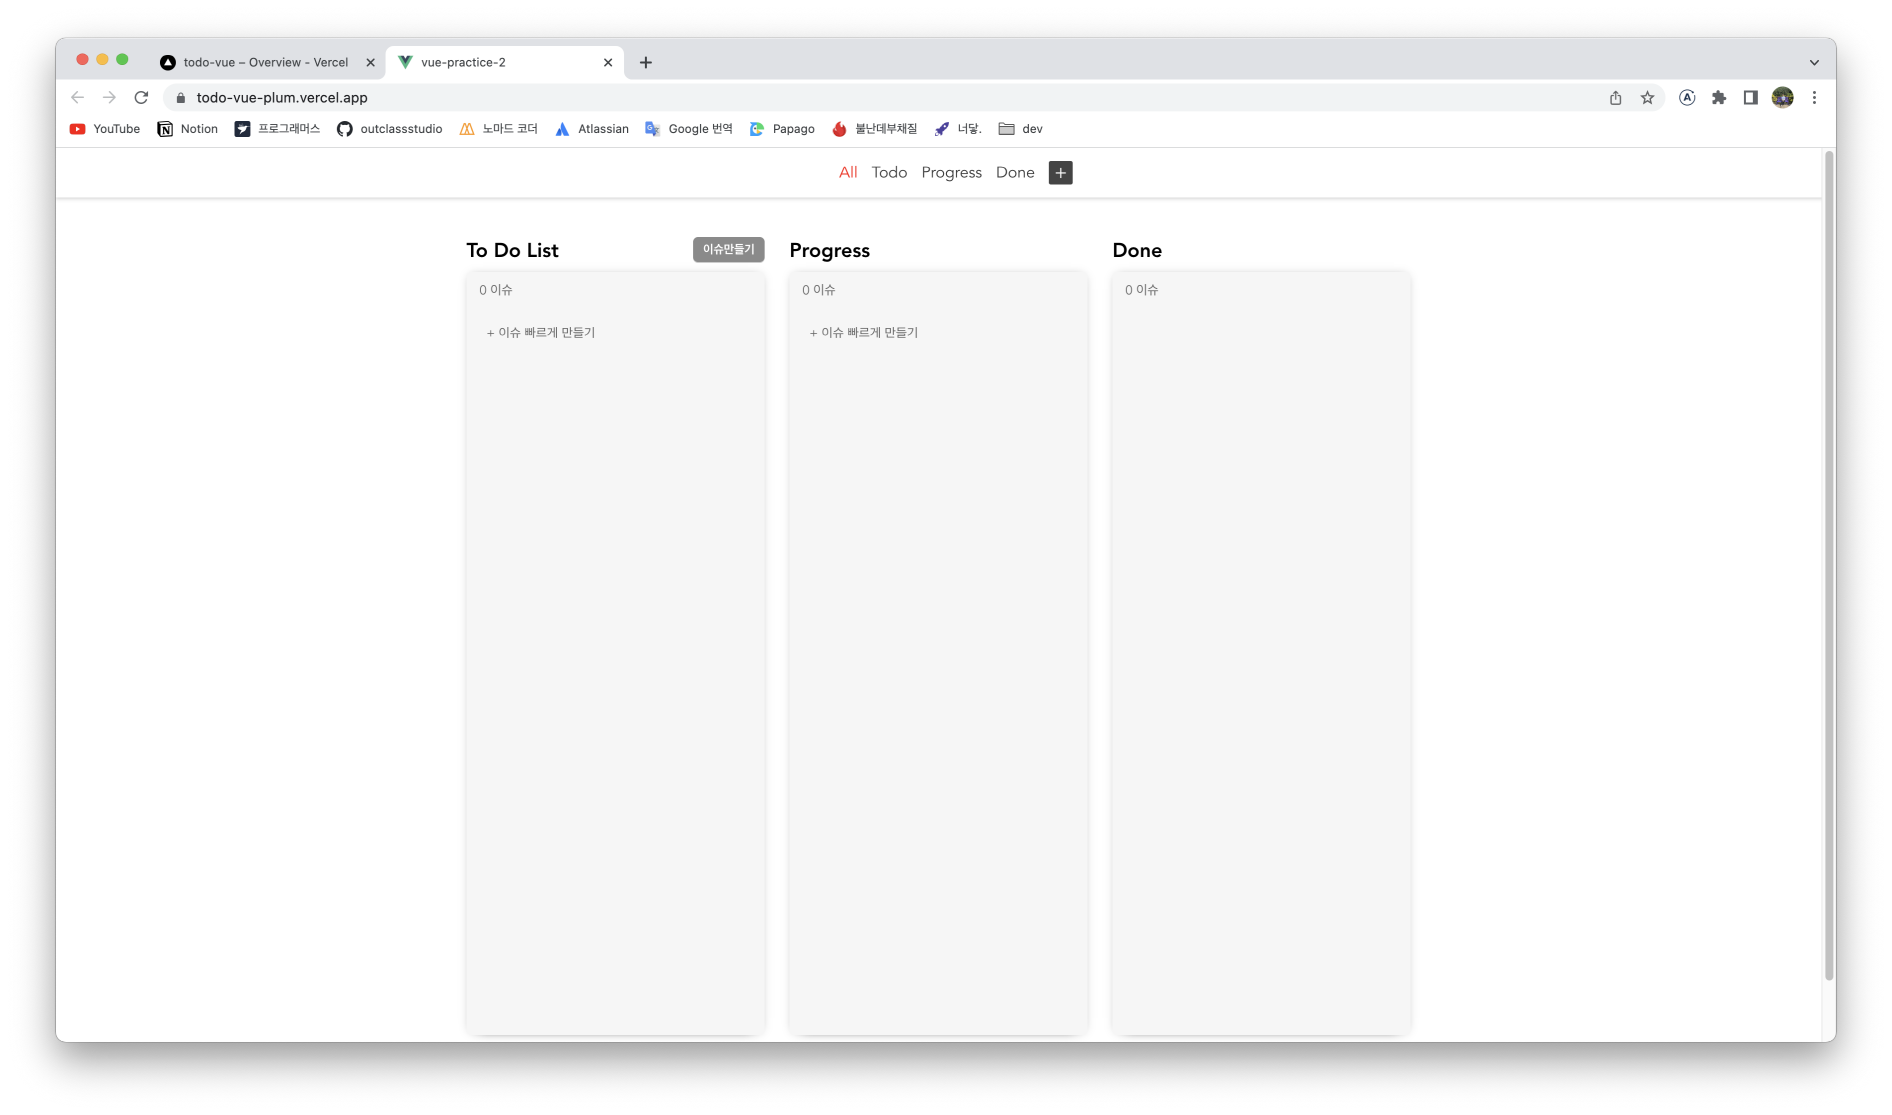 todo-vue – Overview - Vercel
vue-practice-2
todo-vue-plum.vercel.app
YouTube Notion 프로그래머스 outclassstudio 노마드 코더 Atlassian Google 번역 Papago 불난데부채질 너닿. dev
All Todo Progress Done +
To Do List 이슈만들기 Progress Done
0 이슈 0 이슈 0 이슈
+ 이슈 빠르게 만들기 + 이슈 빠르게 만들기